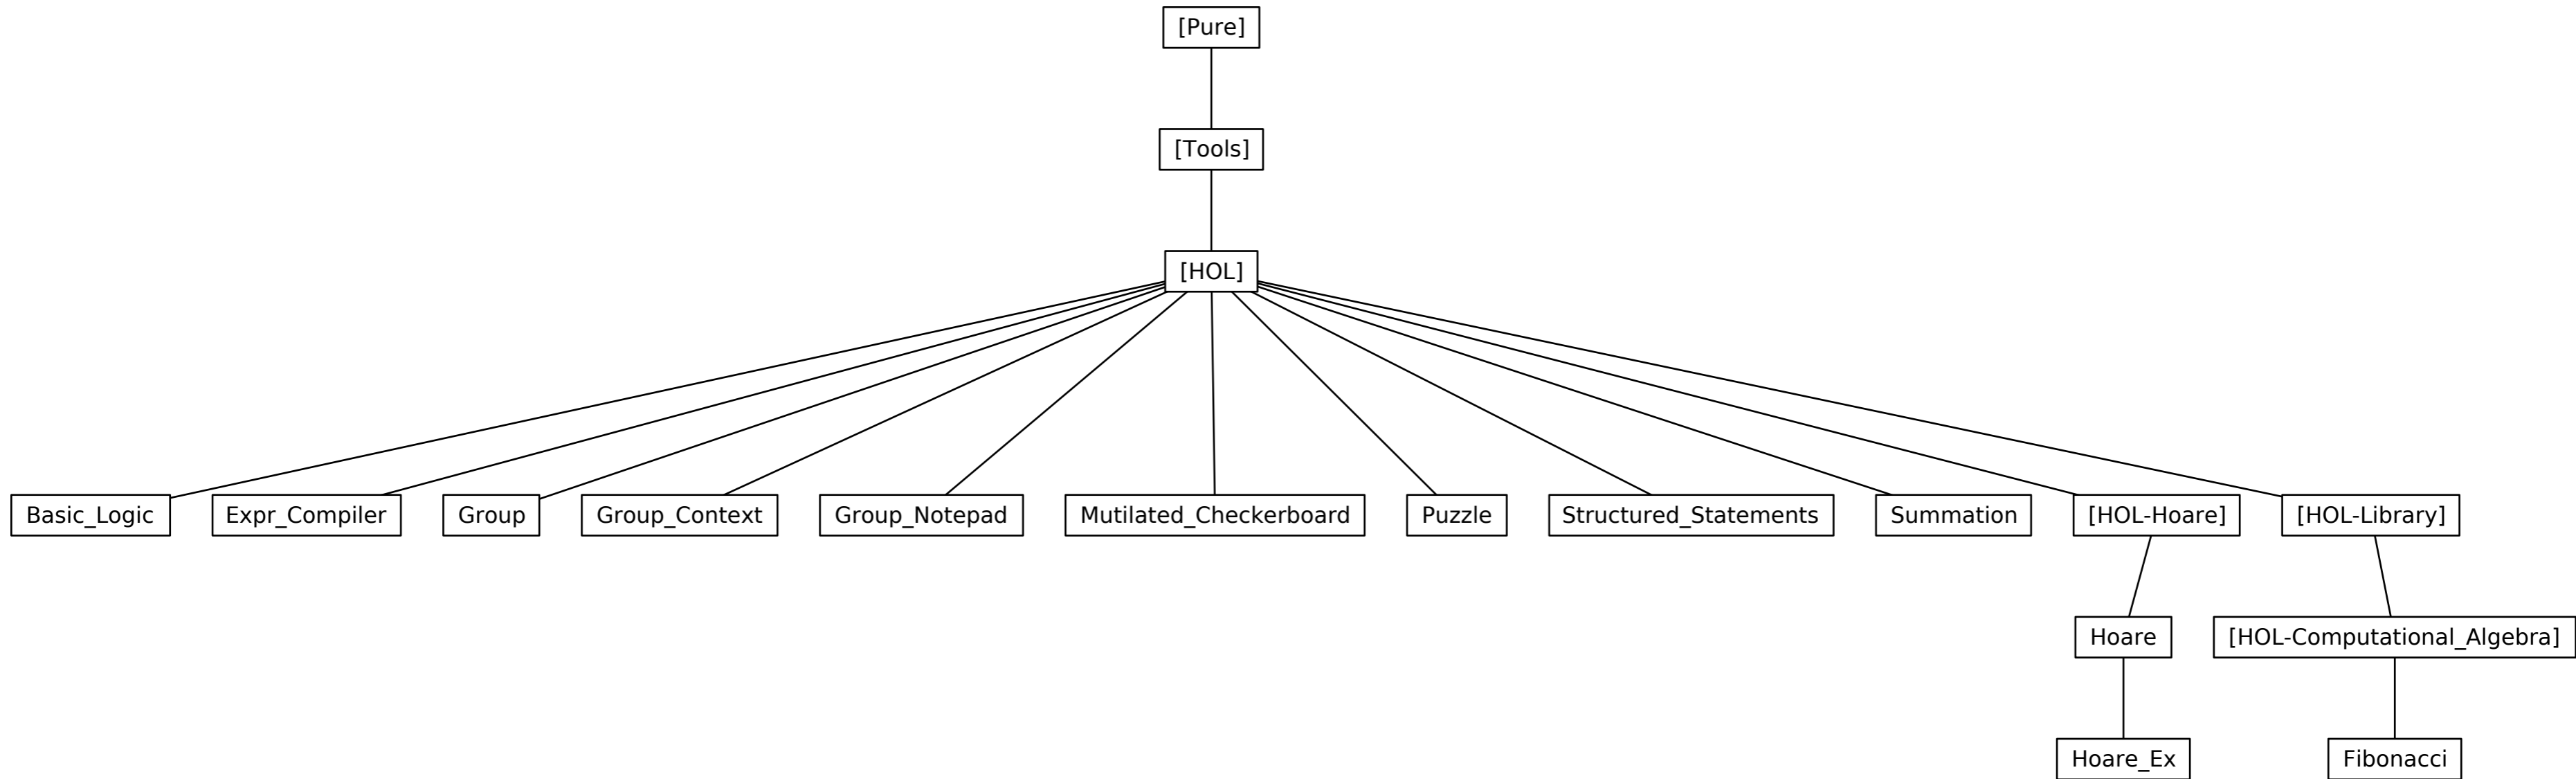 [Pure]
[Tools]
[HOL]
Basic_Logic
Expr_Compiler
Group
Group_Context
Group_Notepad
Mutilated_Checkerboard
Puzzle
Structured_Statements
Summation
[HOL-Hoare]
[HOL-Library]
Hoare
[HOL-Computational_Algebra]
Hoare_Ex
Fibonacci